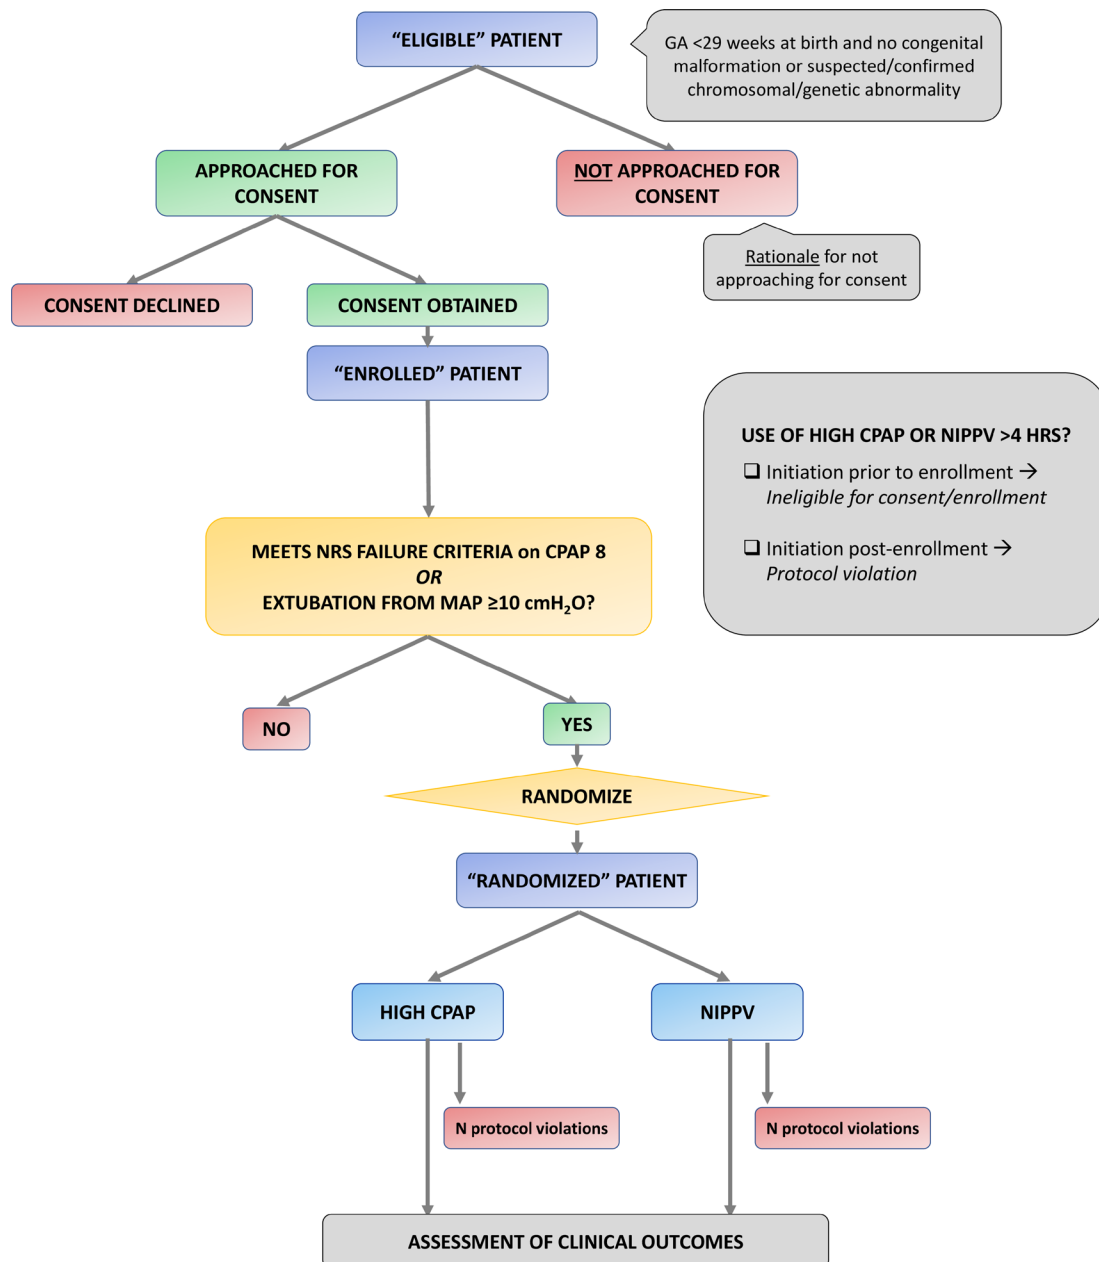 “ELIGIBLE” PATIENT
GA <29 weeks at birth and no congenital
malformation or suspected/confirmed
chromosomal/genetic abnormality
APPROACHED FOR
CONSENT
NOT APPROACHED FOR
CONSENT
Rationale for not
approaching for consent
CONSENT DECLINED
CONSENT OBTAINED
“ENROLLED” PATIENT
USE OF HIGH CPAP OR NIPPV >4 HRS?
❑ Initiation prior to enrollment →
Ineligible for consent/enrollment
❑ Initiation post-enrollment →
Protocol violation
MEETS NRS FAILURE CRITERIA on CPAP 8
OR
EXTUBATION FROM MAP ≥10 cmH₂O?
NO
YES
RANDOMIZE
“RANDOMIZED” PATIENT
HIGH CPAP
NIPPV
N protocol violations
N protocol violations
ASSESSMENT OF CLINICAL OUTCOMES